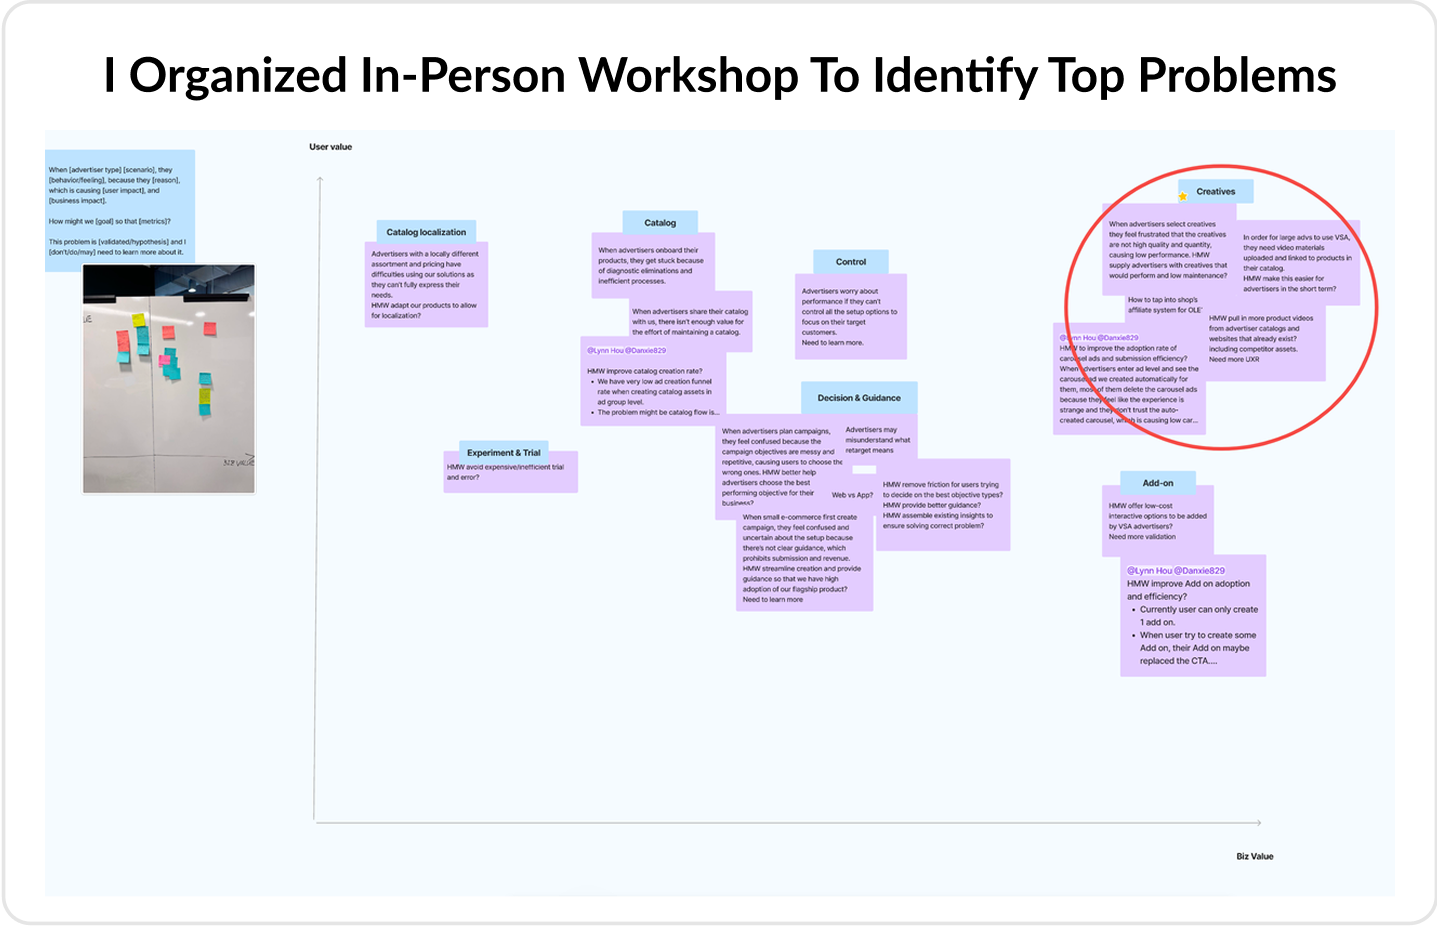 I Organized In-Person Workshop To Identify Top Problems
User value
When [advertiser type] [scenario], they
[behavior/feeling], because they [reason],
which is causing [user impact], and
[business impact].
How might we [goal] so that [metrics]?
This problem is [validated/hypothesis] and I
[don't/do/may] need to learn more about it.
BIZ VALUE
Catalog localization
Advertisers with a locally different
assortment and pricing have
difficulties using our solutions as
they can't fully express their
needs.
HMW adapt our products to allow
for localization?
Catalog
When advertisers onboard their
products, they get stuck because
of diagnostic eliminations and
inefficient processes.
When advertisers share their catalog
with us, there isn't enough value for
the effort of maintaining a catalog.
@Lynn Hou @Danxie829
HMW improve catalog creation rate?
• We have very low ad creation funnel
rate when creating catalog assets in
ad group level.
• The problem might be catalog flow is...
Control
Advertisers worry about
performance if they can't
control all the setup options to
focus on their target
customers.
Need to learn more.
Experiment & Trial
HMW avoid expensive/inefficient trial
and error?
Decision & Guidance
When advertisers plan campaigns,
they feel confused because the
campaign objectives are messy and
repetitive, causing users to choose the
wrong ones. HMW better help
advertisers choose the best
performing objective for their
business?
Advertisers may
misunderstand what
retarget means
Web vs App?
HMW remove friction for users trying
to decide on the best objective types?
HMW provide better guidance?
HMW assemble existing insights to
ensure solving correct problem?
When small e-commerce first create
campaign, they feel confused and
uncertain about the setup because
there's not clear guidance, which
prohibits submission and revenue.
HMW streamline creation and provide
guidance so that we have high
adoption of our flagship product?
Need to learn more
Creatives
When advertisers select creatives
they feel frustrated that the creatives
are not high quality and quantity,
causing low performance. HMW
supply advertisers with creatives that
would perform and low maintenance?
In order for large advs to use VSA,
they need video materials
uploaded and linked to products in
their catalog.
HMW make this easier for
advertisers in the short term?
How to tap into shop's
affiliate system for OLE'
HMW pull in more product videos
from advertiser catalogs and
websites that already exist?
including competitor assets.
Need more UXR
@Lynn Hou @Danxie829
HMW to improve the adoption rate of
carousel ads and submission efficiency?
When advertisers enter ad level and see the
carousel ad we created automatically for
them, most of them delete the carousel ads
because they feel like the experience is
strange and they don't trust the auto-
created carousel, which is causing low car...
Add-on
HMW offer low-cost
interactive options to be added
by VSA advertisers?
Need more validation
@Lynn Hou @Danxie829
HMW improve Add on adoption
and efficiency?
• Currently user can only create
1 add on.
• When user try to create some
Add on, their Add on maybe
replaced the CTA....
Biz Value